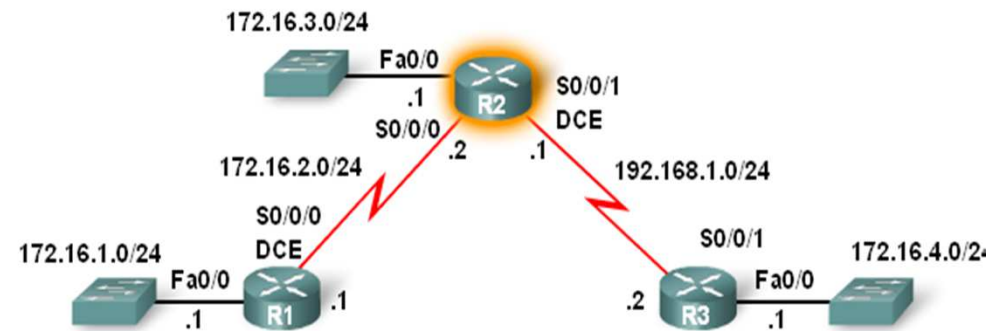 172.16.3.0/24
Fa0/0
.1
R2
S0/0/1
DCE
S0/0/0
.2
.1
172.16.2.0/24
192.168.1.0/24
S0/0/0
DCE
172.16.1.0/24
Fa0/0
.1
R1
.1
S0/0/1
172.16.4.0/24
Fa0/0
.2
R3
.1